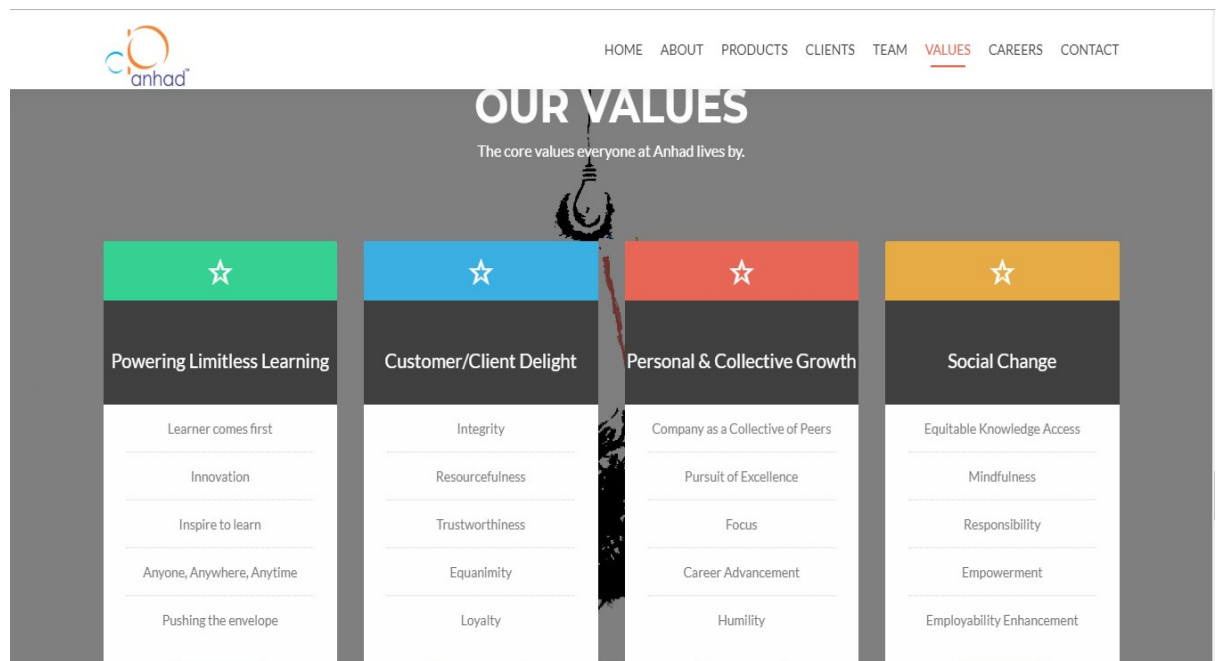 anhad™
HOME ABOUT PRODUCTS CLIENTS TEAM VALUES CAREERS CONTACT
OUR VALUES
The core values everyone at Anhad lives by.
Powering Limitless Learning
Learner comes first
Innovation
Inspire to learn
Anyone, Anywhere, Anytime
Pushing the envelope
Customer/Client Delight
Integrity
Resourcefulness
Trustworthiness
Equanimity
Loyalty
Personal & Collective Growth
Company as a Collective of Peers
Pursuit of Excellence
Focus
Career Advancement
Humility
Social Change
Equitable Knowledge Access
Mindfulness
Responsibility
Empowerment
Employability Enhancement